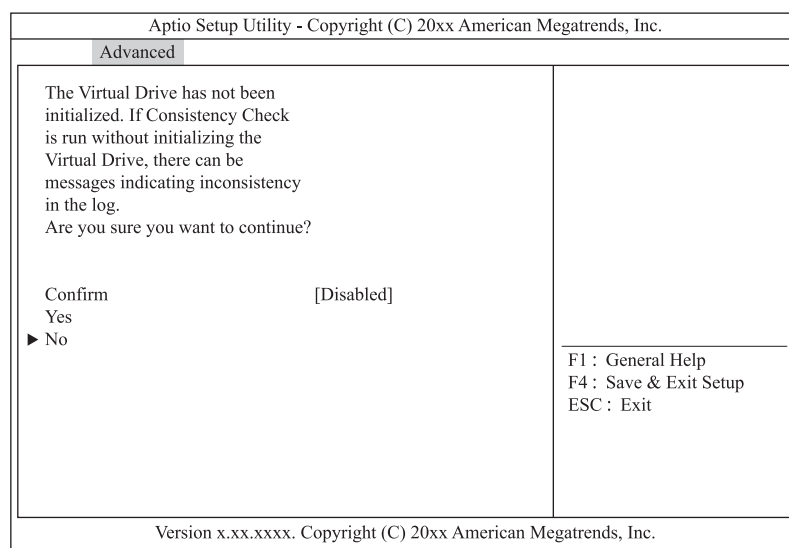 Aptio Setup Utility - Copyright (C) 20xx American Megatrends, Inc.
Advanced
The Virtual Drive has not been
initialized. If Consistency Check
is run without initializing the
Virtual Drive, there can be
messages indicating inconsistency
in the log.
Are you sure you want to continue?
Confirm [Disabled]
Yes
▶ No
F1 : General Help
F4 : Save & Exit Setup
ESC : Exit
Version x.xx.xxxx. Copyright (C) 20xx American Megatrends, Inc.